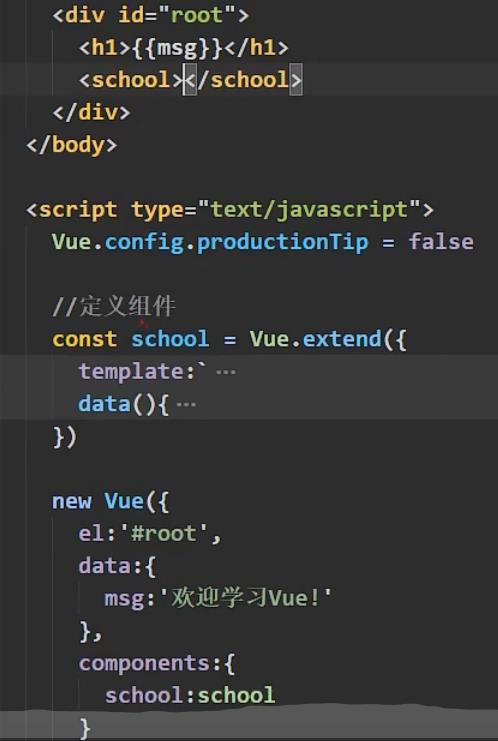 <div id="root">
<h1>{{msg}}</h1>
<school></school>
</div>
</body>
<script type="text/javascript">
Vue.config.productionTip = false
//定义组件
const school = Vue.extend({
template:` ···
data(){ ···
})
new Vue({
el:'#root',
data:{
msg:'欢迎学习Vue!'
},
components:{
school:school
}